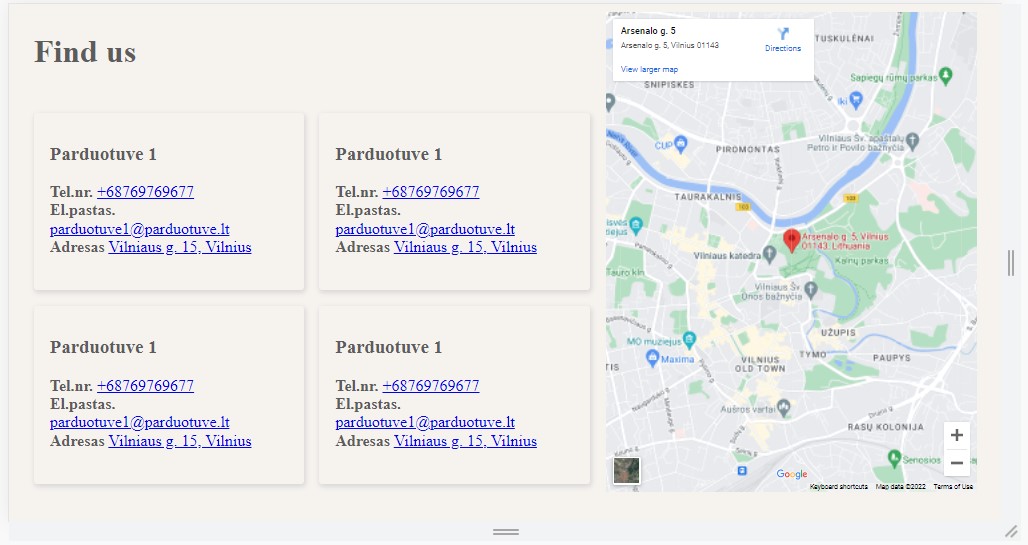 Find us
Parduotuve 1
Tel.nr. +68769769677
El.pastas.
parduotuve1@parduotuve.lt
Adresas Vilniaus g. 15, Vilnius
Parduotuve 1
Tel.nr. +68769769677
El.pastas.
parduotuve1@parduotuve.lt
Adresas Vilniaus g. 15, Vilnius
Parduotuve 1
Tel.nr. +68769769677
El.pastas.
parduotuve1@parduotuve.lt
Adresas Vilniaus g. 15, Vilnius
Parduotuve 1
Tel.nr. +68769769677
El.pastas.
parduotuve1@parduotuve.lt
Adresas Vilniaus g. 15, Vilnius
Arsenalo g. 5
Arsenalo g. 5, Vilnius 01143
Directions
View larger map
TUSKULĖNAI
Sapiegų rūmų parkas
ŠNIPIŠKĖS
Iki
Vilniaus Šv. apaštalų
Petro ir Povilo bažnyčia
CUP
PIROMONTAS
TAURAKALNIS
103
103
Arsenalo g. 5, Vilnius
01143, Lithuania
Vilniaus katedra
Kalnų parkas
Tauro kln
Vilniaus Šv.
Onos bažnyčia
UŽUPIS
MO muziejus
TYMO
PAUPYS
Maxima
VILNIUS
OLD TOWN
Aušros vartai
Drujos g.
RASŲ KOLONIJA
Senosios
Google
Keyboard shortcuts
Map data ©2022
Terms of Use